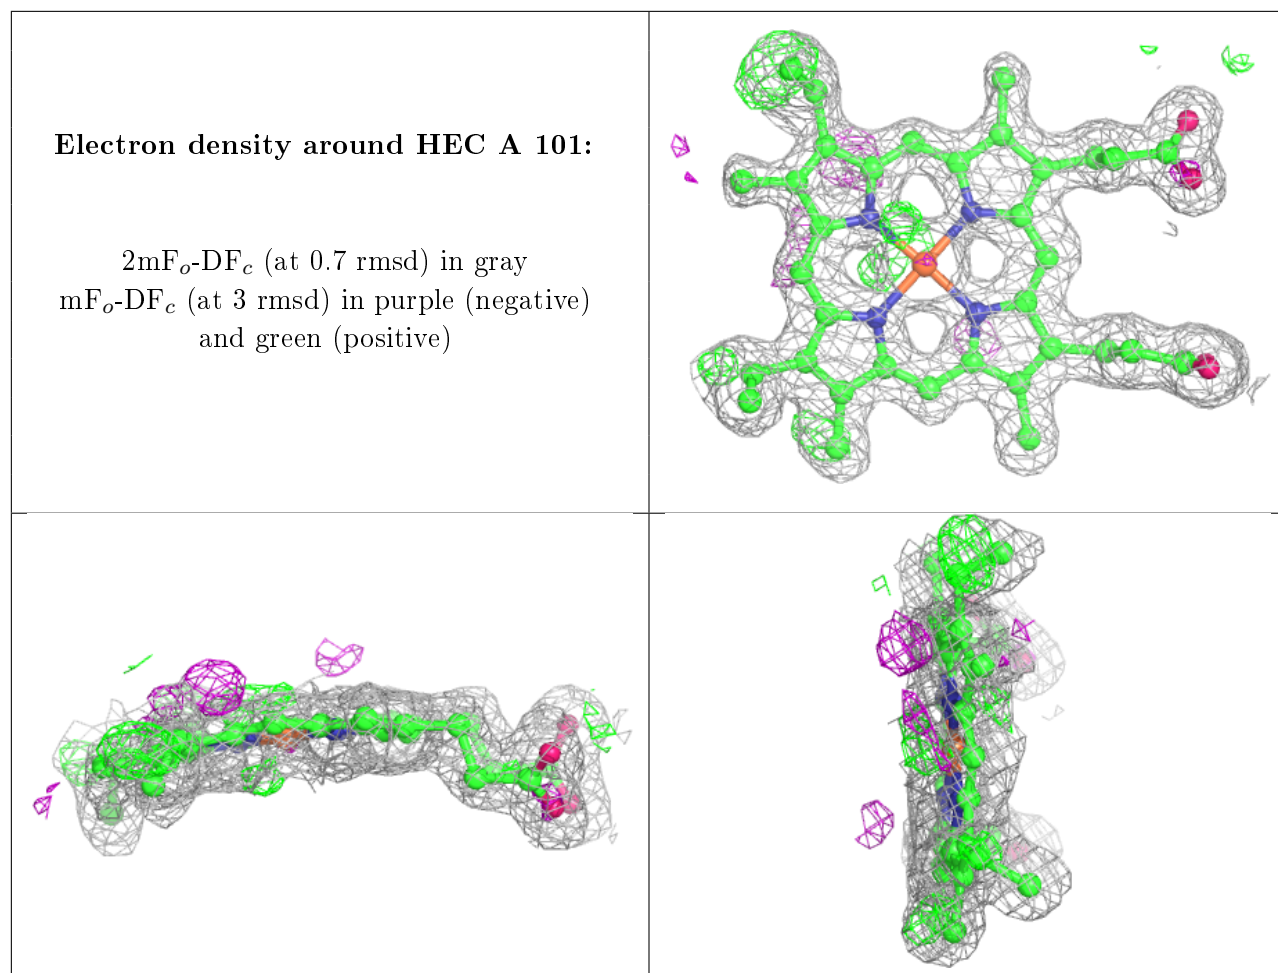 Electron density around HEC A 101:
2mFo-DFc (at 0.7 rmsd) in gray
mFo-DFc (at 3 rmsd) in purple (negative)
and green (positive)